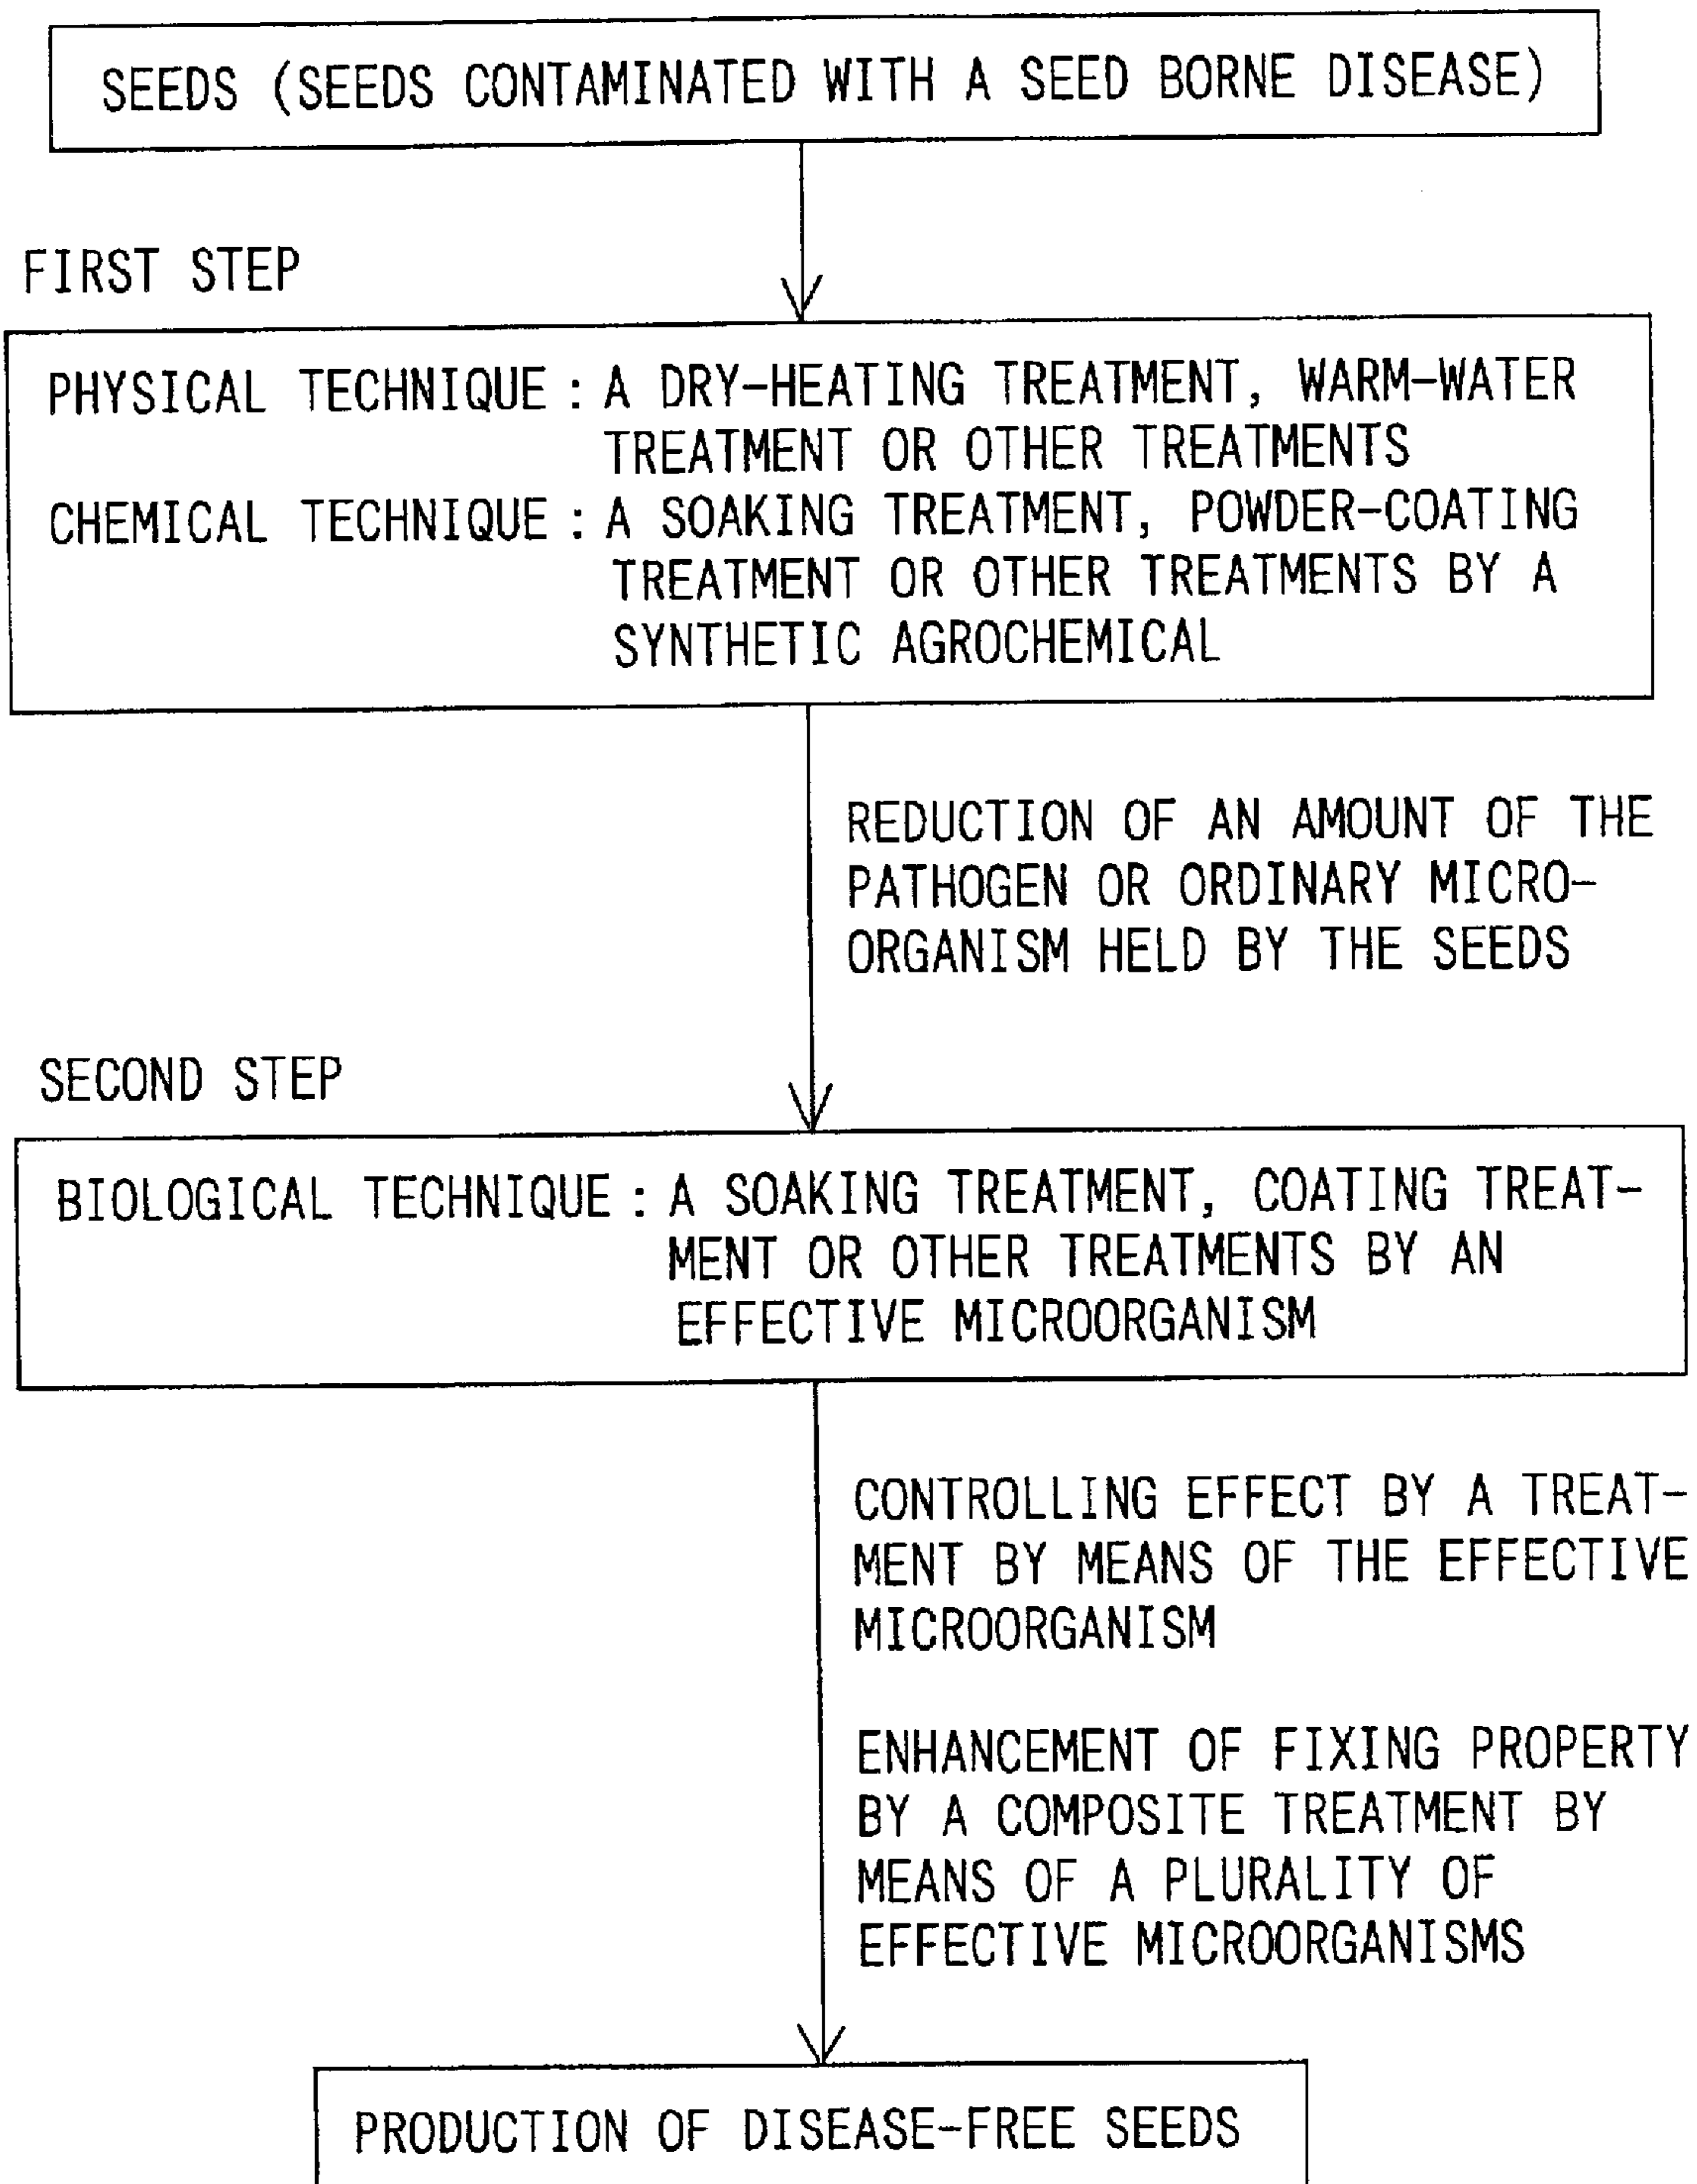 SEEDS (SEEDS CONTAMINATED WITH A SEED BORNE DISEASE)
FIRST STEP
PHYSICAL TECHNIQUE : A DRY-HEATING TREATMENT, WARM-WATER
TREATMENT OR OTHER TREATMENTS
CHEMICAL TECHNIQUE : A SOAKING TREATMENT, POWDER-COATING
TREATMENT OR OTHER TREATMENTS BY A
SYNTHETIC AGROCHEMICAL
REDUCTION OF AN AMOUNT OF THE
PATHOGEN OR ORDINARY MICRO-
ORGANISM HELD BY THE SEEDS
SECOND STEP
BIOLOGICAL TECHNIQUE : A SOAKING TREATMENT, COATING TREAT-
MENT OR OTHER TREATMENTS BY AN
EFFECTIVE MICROORGANISM
CONTROLLING EFFECT BY A TREAT-
MENT BY MEANS OF THE EFFECTIVE
MICROORGANISM
ENHANCEMENT OF FIXING PROPERTY
BY A COMPOSITE TREATMENT BY
MEANS OF A PLURALITY OF
EFFECTIVE MICROORGANISMS
PRODUCTION OF DISEASE-FREE SEEDS